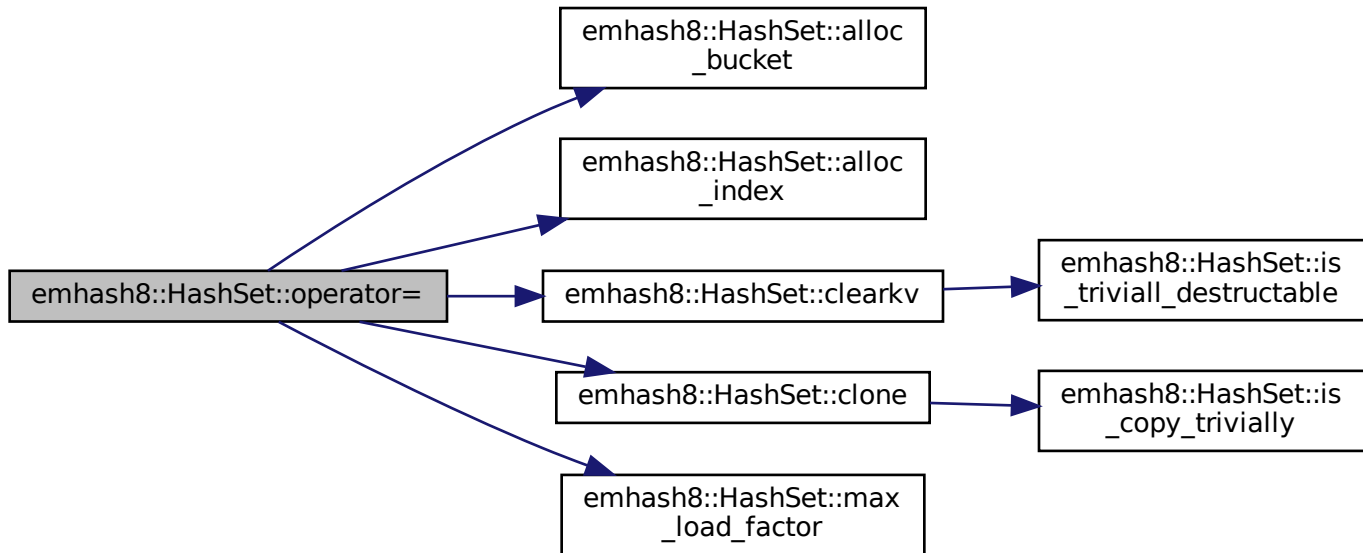 emhash8::HashSet::alloc
_bucket
emhash8::HashSet::alloc
_index
emhash8::HashSet::operator=
emhash8::HashSet::clearkv
emhash8::HashSet::is
_triviall_destructable
emhash8::HashSet::clone
emhash8::HashSet::is
_copy_trivially
emhash8::HashSet::max
_load_factor